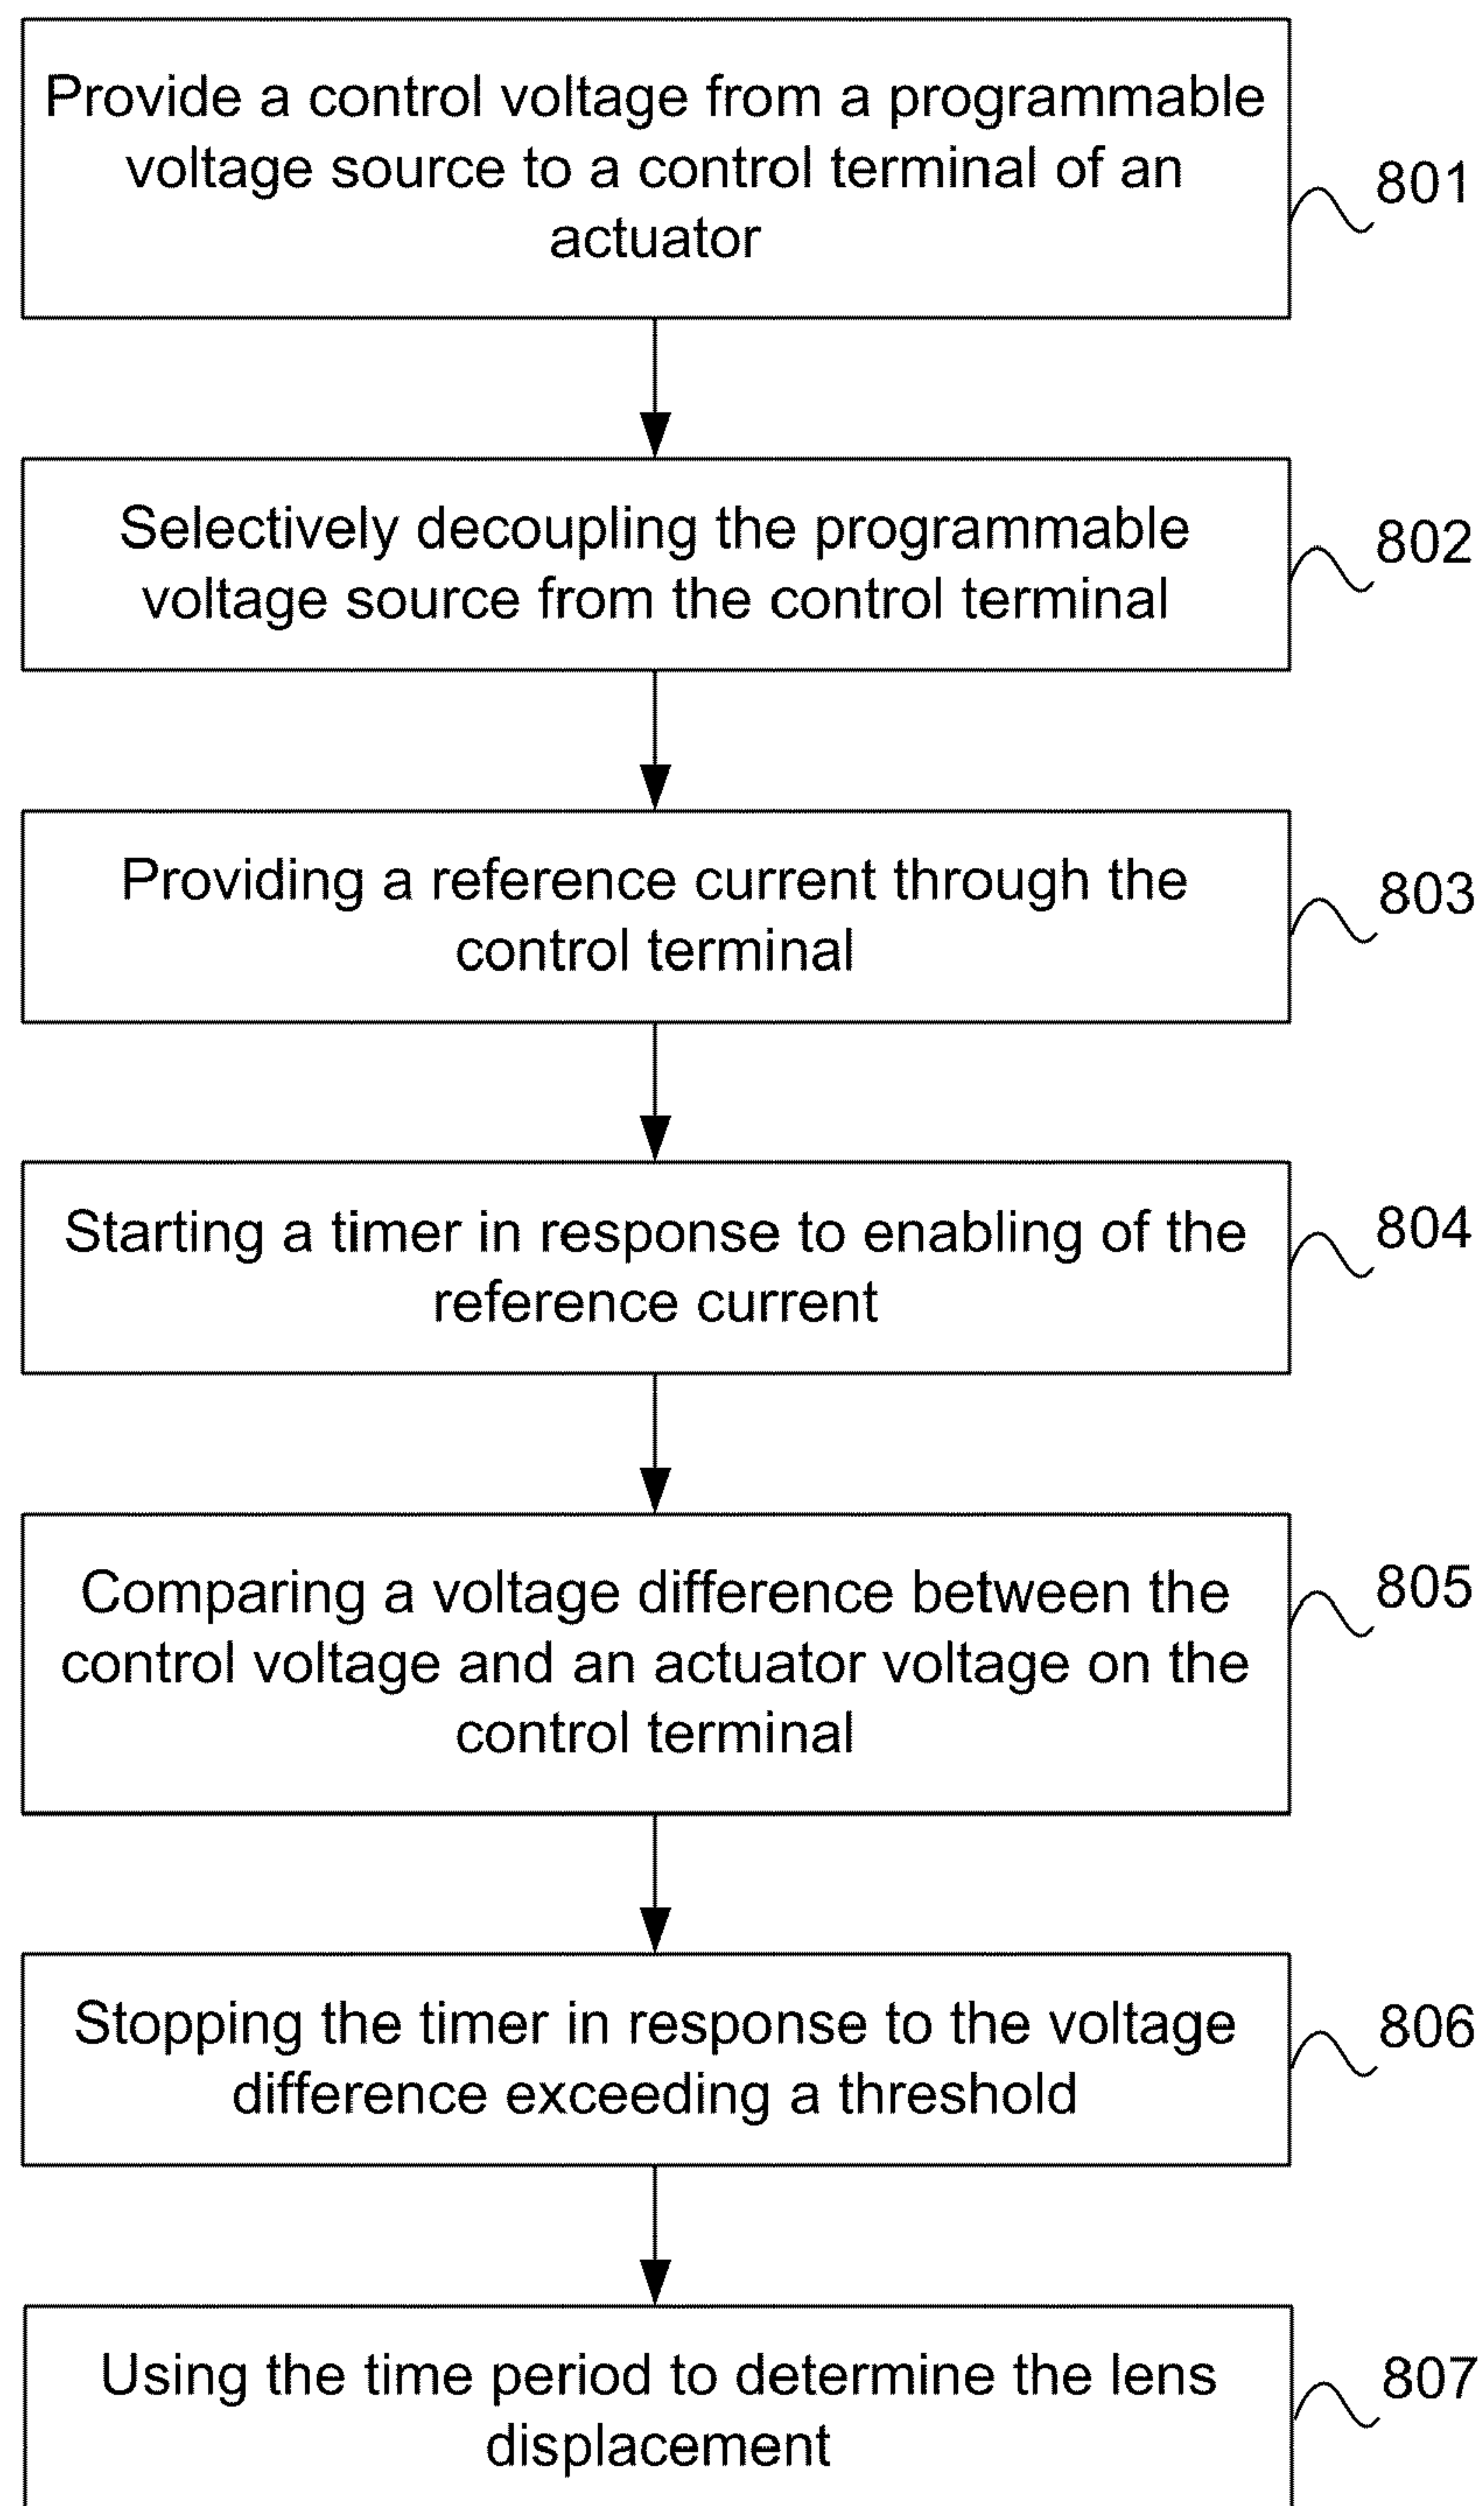 Provide a control voltage from a programmable
voltage source to a control terminal of an
actuator
801
Selectively decoupling the programmable
voltage source from the control terminal
802
Providing a reference current through the
control terminal
803
Starting a timer in response to enabling of the
reference current
804
Comparing a voltage difference between the
control voltage and an actuator voltage on the
control terminal
805
Stopping the timer in response to the voltage
difference exceeding a threshold
806
Using the time period to determine the lens
displacement
807